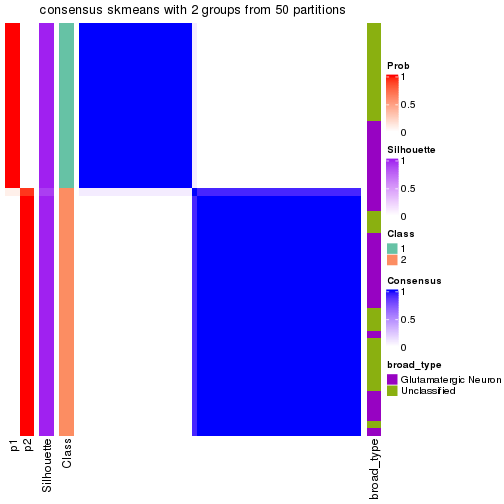 consensus skmeans with 2 groups from 50 partitions
Prob
1
0.5
0
Silhouette
1
0.5
0
Class
1
2
Consensus
1
0.5
0
broad_type
Glutamatergic Neuron
Unclassified
p1
p2
Silhouette
Class
broad_type